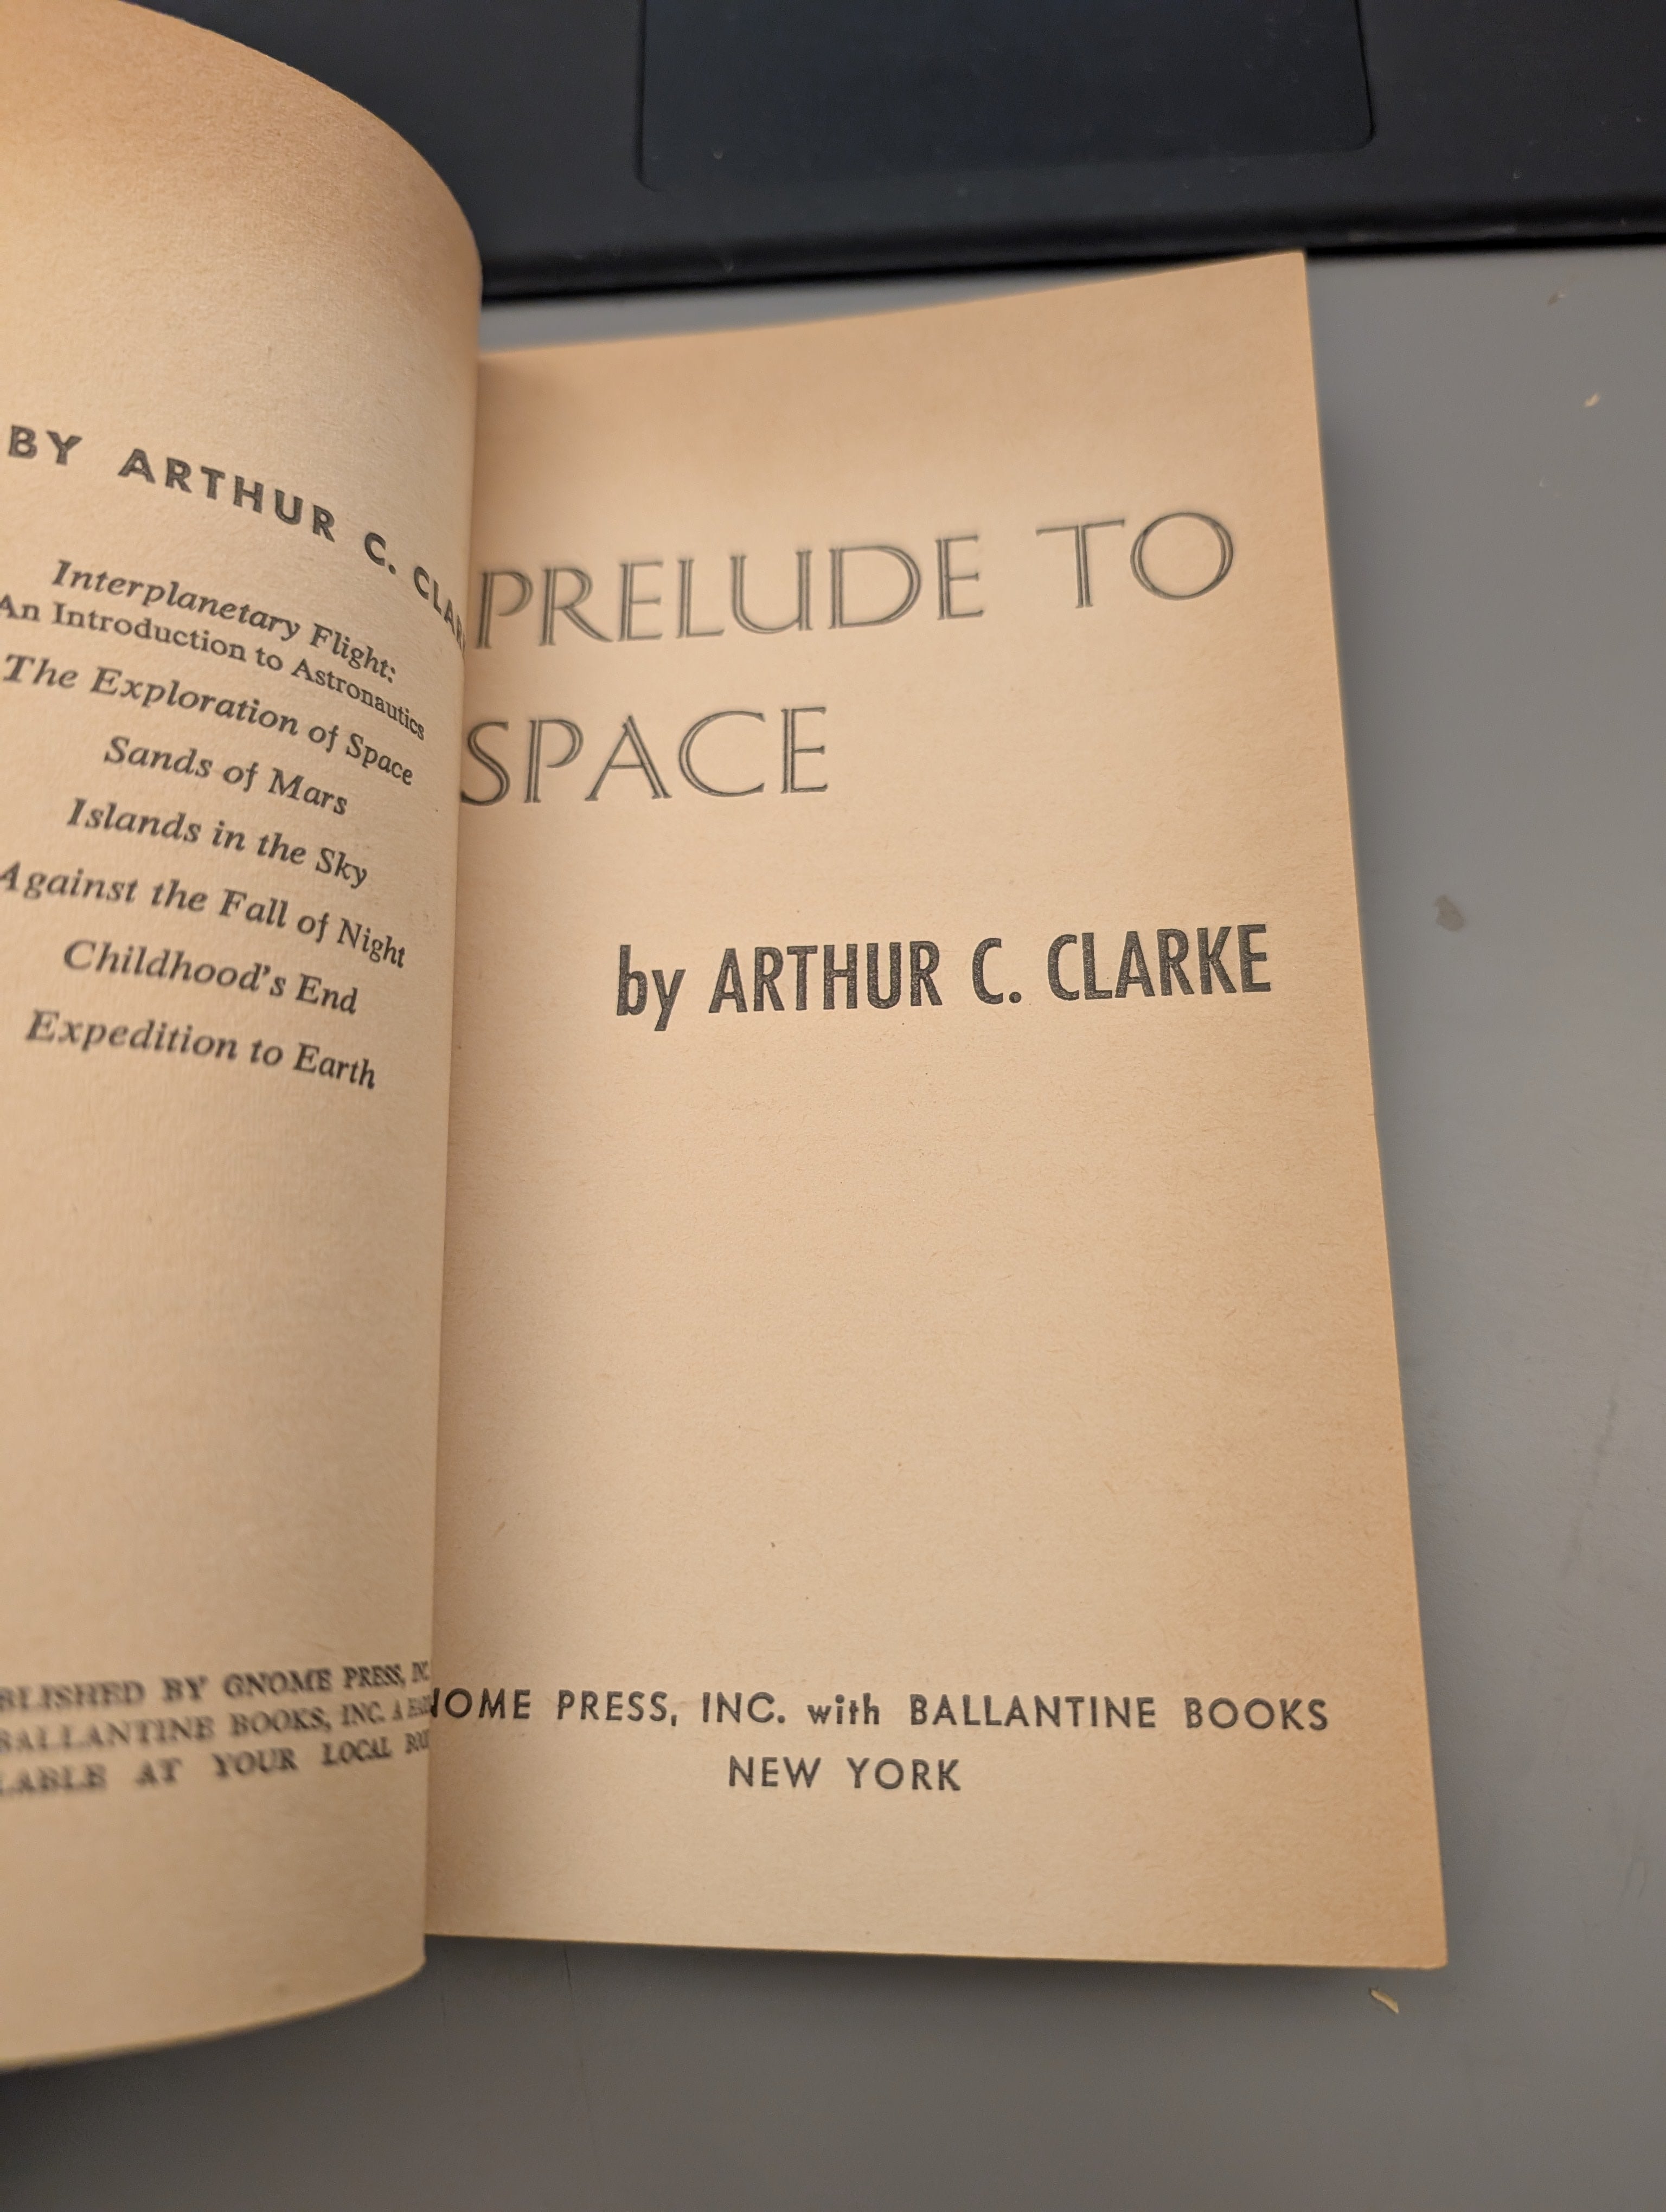 BY ARTHUR C.
Interplanetary Flight:
An Introduction to Astronautics
The Exploration of Space
Sands of Mars
Islands in the Sky
Against the Fall of Night
Childhood's End
Expedition to Earth
BY GNOME PRESS,
BALLANTINE BOOKS, INC. A
AT YOUR LOCAL
PRELUDE TO
SPACE
by ARTHUR C. CLARKE
PRESS, INC. with BALLANTINE BOOKS
NEW YORK